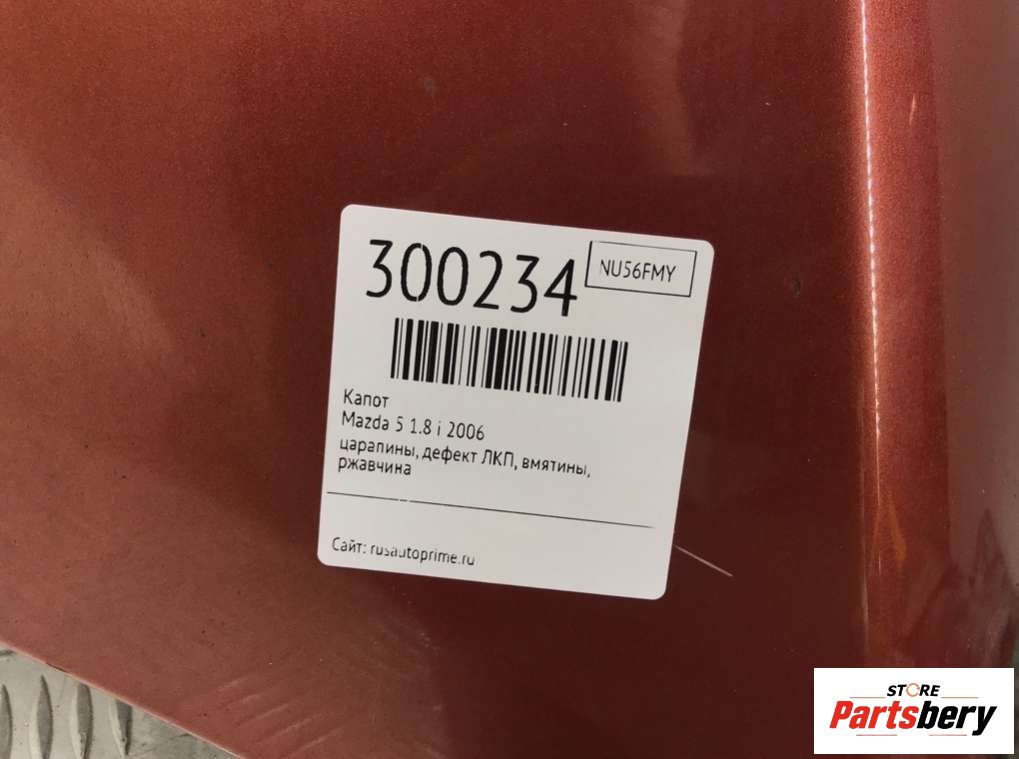 300234
NU56FMY
Капот
Mazda 5 1.8 i 2006
царапины, дефект ЛКП, вмятины,
ржавчина
Сайт: rusautoprime.ru
STORE
Partsbery